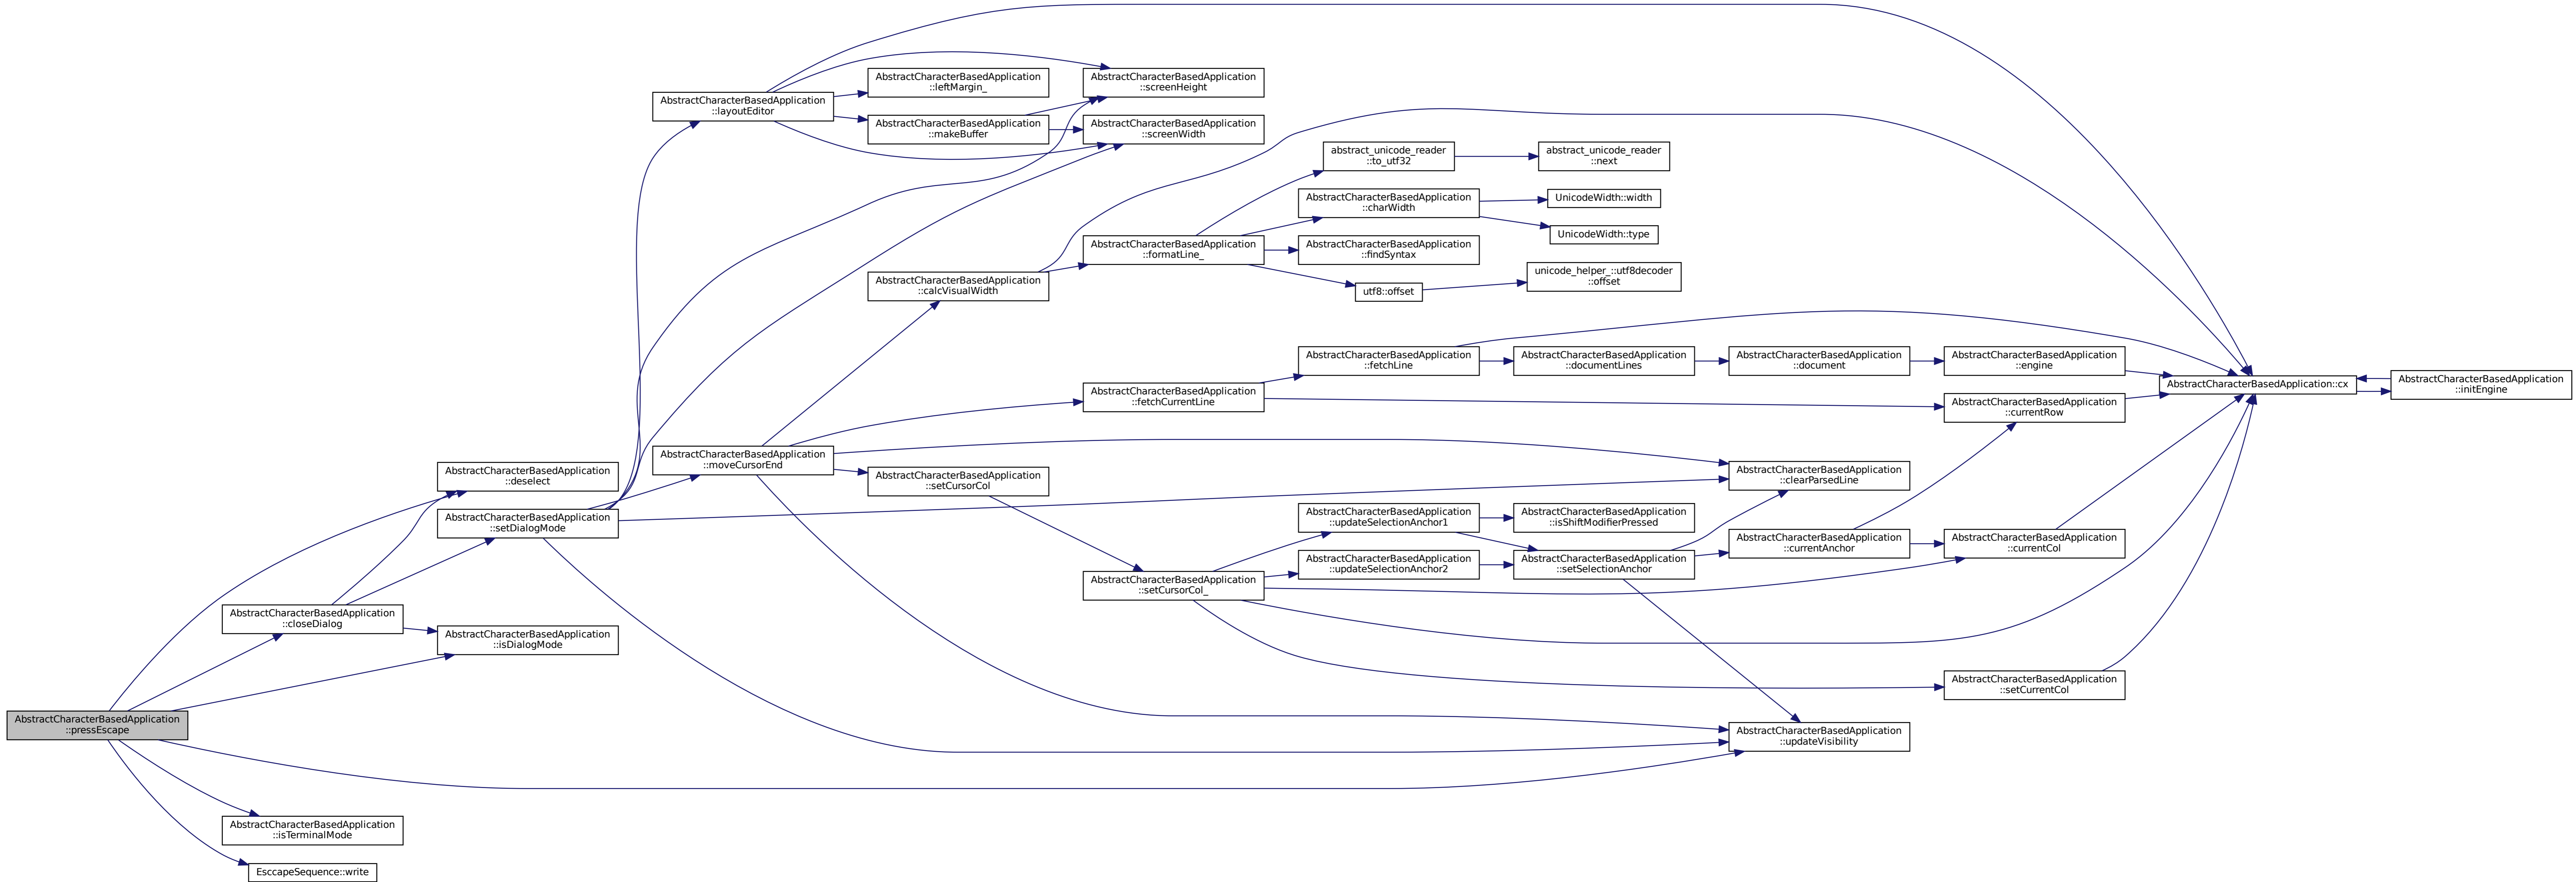 AbstractCharacterBasedApplication
::pressEscape
AbstractCharacterBasedApplication
::closeDialog
AbstractCharacterBasedApplication
::isTerminalMode
EsccapeSequence::write
AbstractCharacterBasedApplication
::deselect
AbstractCharacterBasedApplication
::setDialogMode
AbstractCharacterBasedApplication
::isDialogMode
AbstractCharacterBasedApplication
::layoutEditor
AbstractCharacterBasedApplication
::moveCursorEnd
AbstractCharacterBasedApplication
::leftMargin_
AbstractCharacterBasedApplication
::makeBuffer
AbstractCharacterBasedApplication
::calcVisualWidth
AbstractCharacterBasedApplication
::setCursorCol
AbstractCharacterBasedApplication
::screenHeight
AbstractCharacterBasedApplication
::screenWidth
AbstractCharacterBasedApplication
::formatLine_
AbstractCharacterBasedApplication
::fetchCurrentLine
AbstractCharacterBasedApplication
::setCursorCol_
abstract_unicode_reader
::to_utf32
AbstractCharacterBasedApplication
::charWidth
AbstractCharacterBasedApplication
::findSyntax
utf8::offset
AbstractCharacterBasedApplication
::fetchLine
AbstractCharacterBasedApplication
::updateSelectionAnchor1
AbstractCharacterBasedApplication
::updateSelectionAnchor2
abstract_unicode_reader
::next
UnicodeWidth::width
UnicodeWidth::type
unicode_helper_::utf8decoder
::offset
AbstractCharacterBasedApplication
::documentLines
AbstractCharacterBasedApplication
::isShiftModifierPressed
AbstractCharacterBasedApplication
::setSelectionAnchor
AbstractCharacterBasedApplication
::document
AbstractCharacterBasedApplication
::clearParsedLine
AbstractCharacterBasedApplication
::currentAnchor
AbstractCharacterBasedApplication
::updateVisibility
AbstractCharacterBasedApplication
::engine
AbstractCharacterBasedApplication
::currentRow
AbstractCharacterBasedApplication
::currentCol
AbstractCharacterBasedApplication
::setCurrentCol
AbstractCharacterBasedApplication::cx
AbstractCharacterBasedApplication
::initEngine